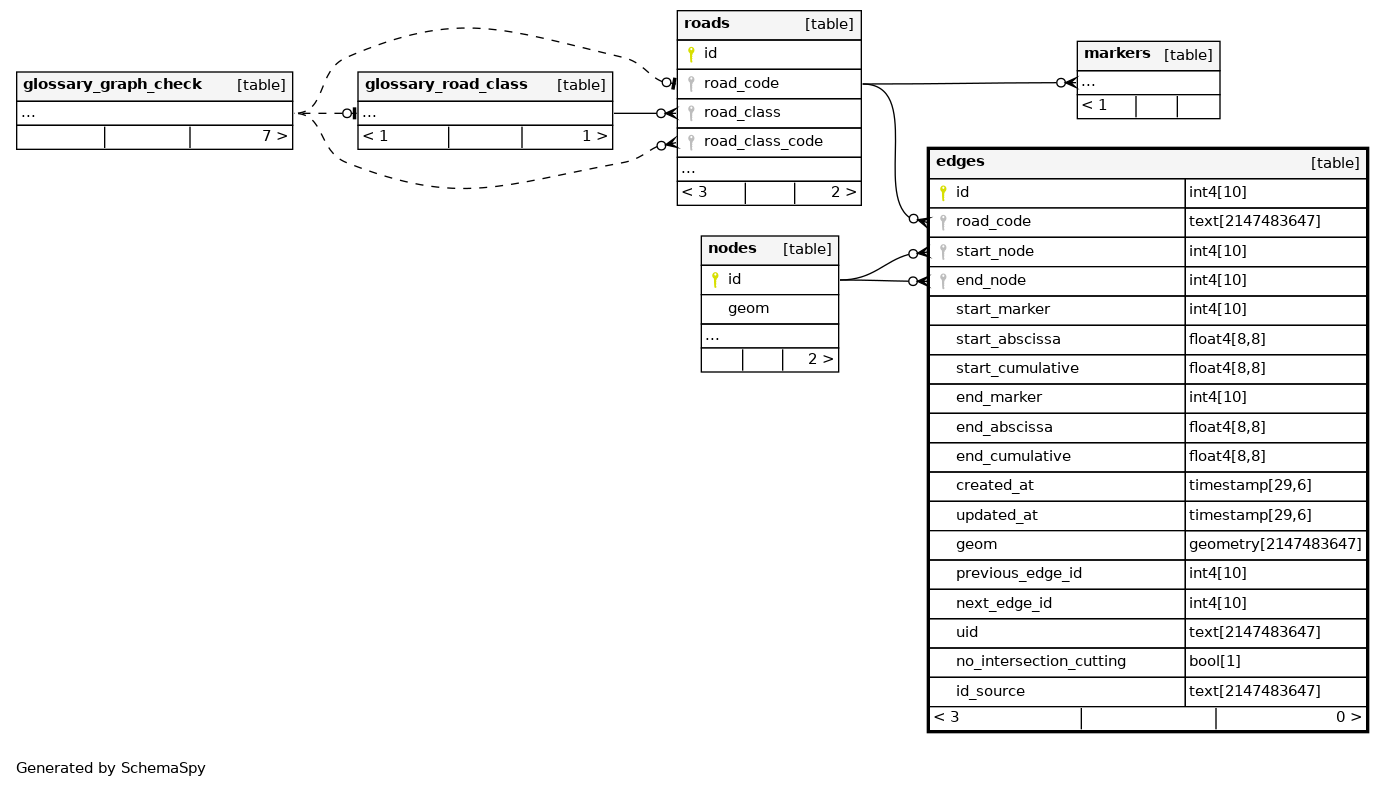 glossary_graph_check [table]
...
7 >
glossary_road_class [table]
...
< 1 1 >
roads [table]
id
road_code
road_class
road_class_code
...
< 3 2 >
markers [table]
...
< 1
nodes [table]
id
geom
...
2 >
edges [table]
id int4[10]
road_code text[2147483647]
start_node int4[10]
end_node int4[10]
start_marker int4[10]
start_abscissa float4[8,8]
start_cumulative float4[8,8]
end_marker int4[10]
end_abscissa float4[8,8]
end_cumulative float4[8,8]
created_at timestamp[29,6]
updated_at timestamp[29,6]
geom geometry[2147483647]
previous_edge_id int4[10]
next_edge_id int4[10]
uid text[2147483647]
no_intersection_cutting bool[1]
id_source text[2147483647]
< 3 0 >
Generated by SchemaSpy